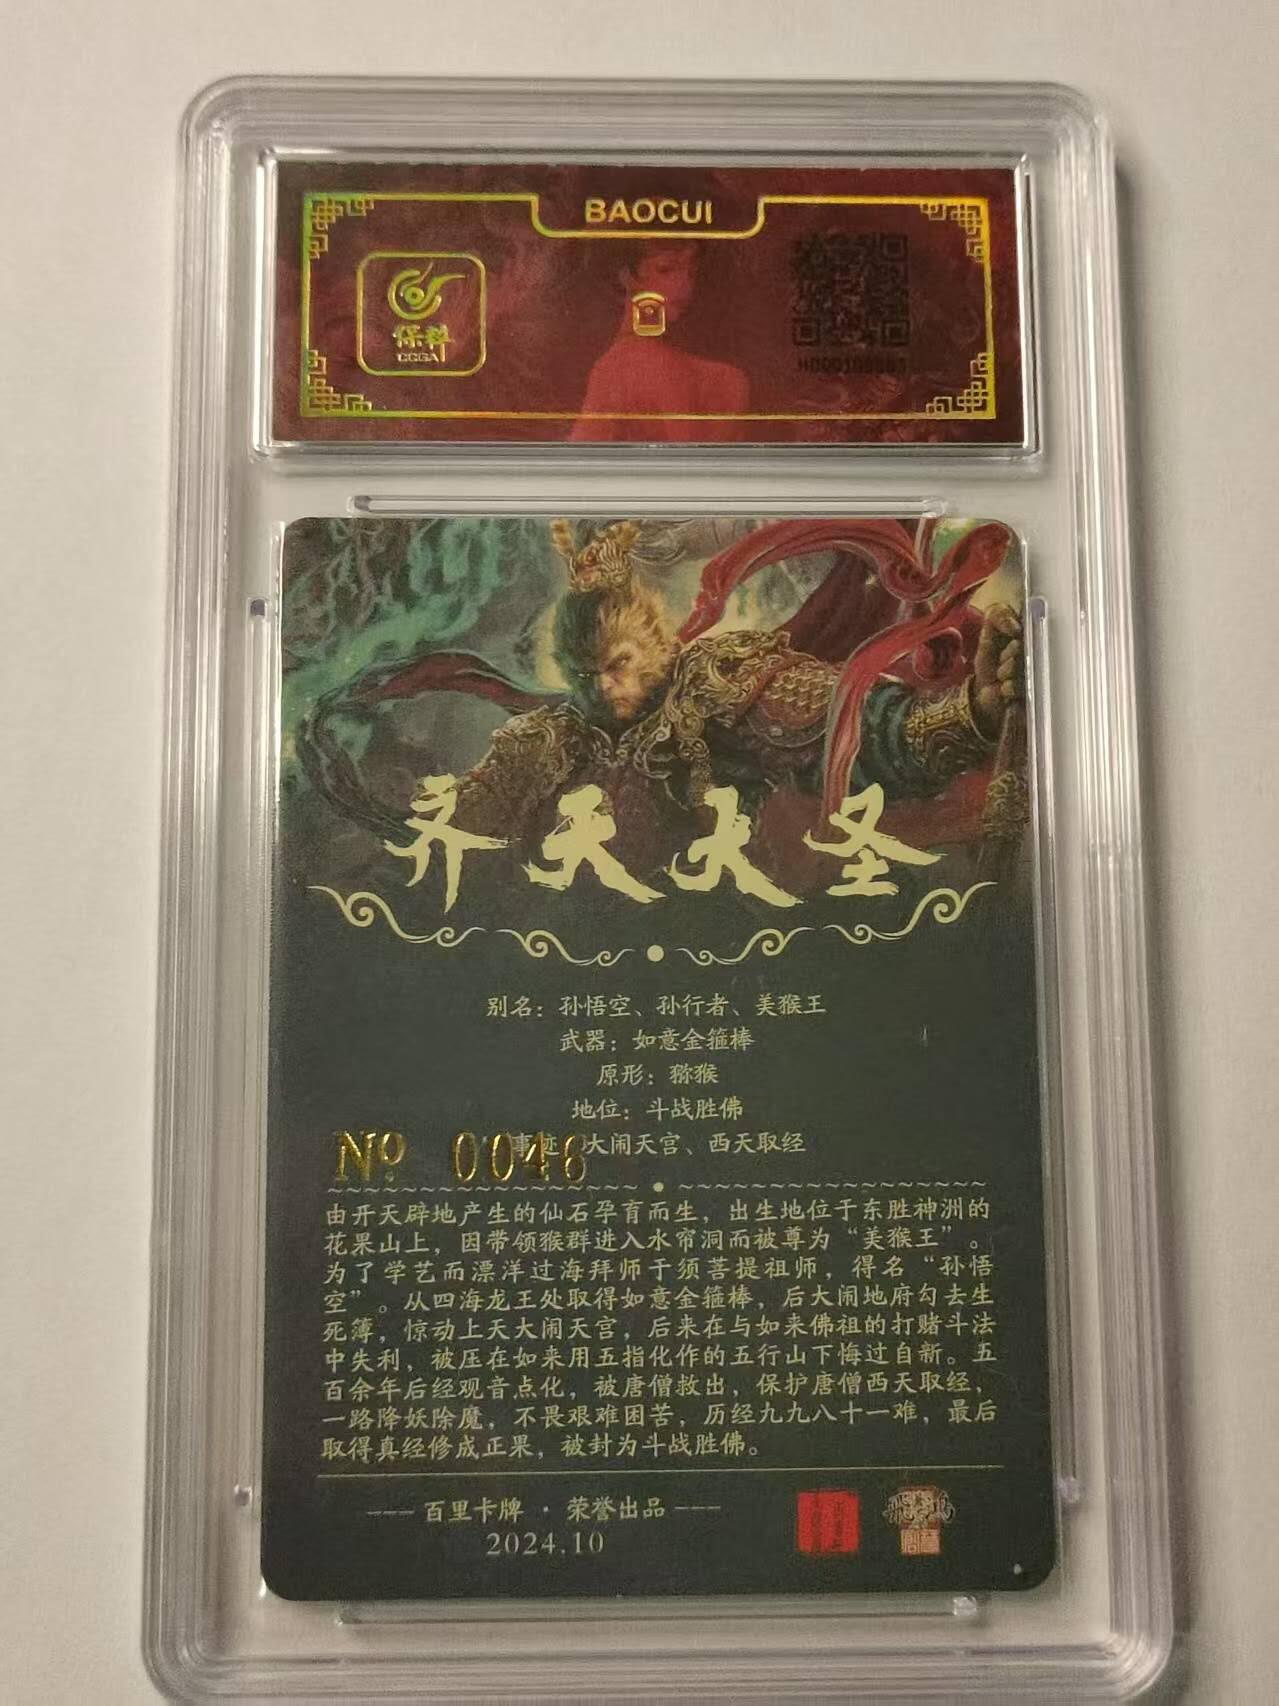 BAOCUI
保粹
CCGA
齐天大圣
别名：孙悟空、孙行者、美猴王
武器：如意金箍棒
原形：猕猴
地位：斗战胜佛
事迹 大闹天宫、西天取经
Nº 0046
由开天辟地产生的仙石孕育而生，出生地位于东胜神洲的
花果山上，因带领猴群进入水帘洞而被尊为“美猴王”。
为了学艺而漂洋过海拜师于须菩提祖师，得名“孙悟
空”。从四海龙王处取得如意金箍棒，后大闹地府勾去生
死簿，惊动上天大闹天宫，后来在与如来佛祖的打赌斗法
中失利，被压在如来用五指化作的五行山下悔过自新。五
百余年后经观音点化，被唐僧救出，保护唐僧西天取经，
一路降妖除魔，不畏艰难困苦，历经九九八十一难，最后
取得真经修成正果，被封为斗战胜佛。
--- 百里卡牌 · 荣誉出品 ---
2024.10